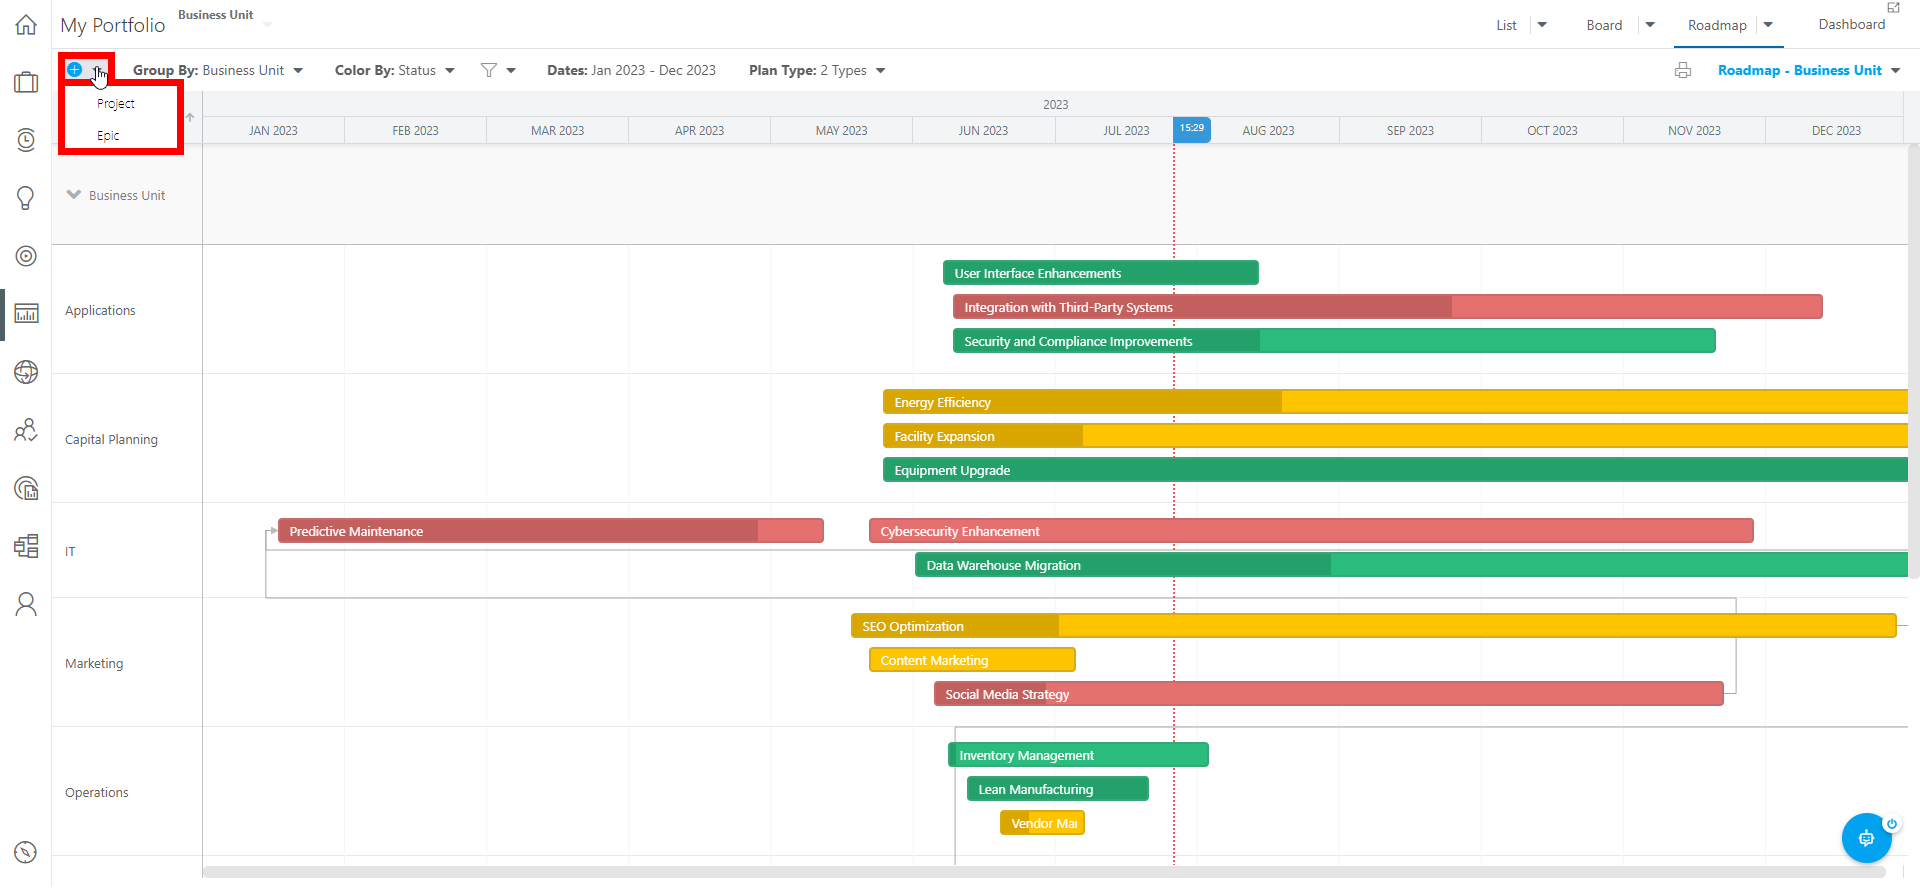 My Portfolio
Business Unit
List
Board
Roadmap
Dashboard
Group By: Business Unit
Color By: Status
Dates: Jan 2023 - Dec 2023
Plan Type: 2 Types
Roadmap - Business Unit
Project
Epic
2023
JAN 2023
FEB 2023
MAR 2023
APR 2023
MAY 2023
JUN 2023
JUL 2023
15:29
AUG 2023
SEP 2023
OCT 2023
NOV 2023
DEC 2023
Business Unit
Applications
User Interface Enhancements
Integration with Third-Party Systems
Security and Compliance Improvements
Capital Planning
Energy Efficiency
Facility Expansion
Equipment Upgrade
IT
Predictive Maintenance
Cybersecurity Enhancement
Data Warehouse Migration
Marketing
SEO Optimization
Content Marketing
Social Media Strategy
Operations
Inventory Management
Lean Manufacturing
Vendor Mai